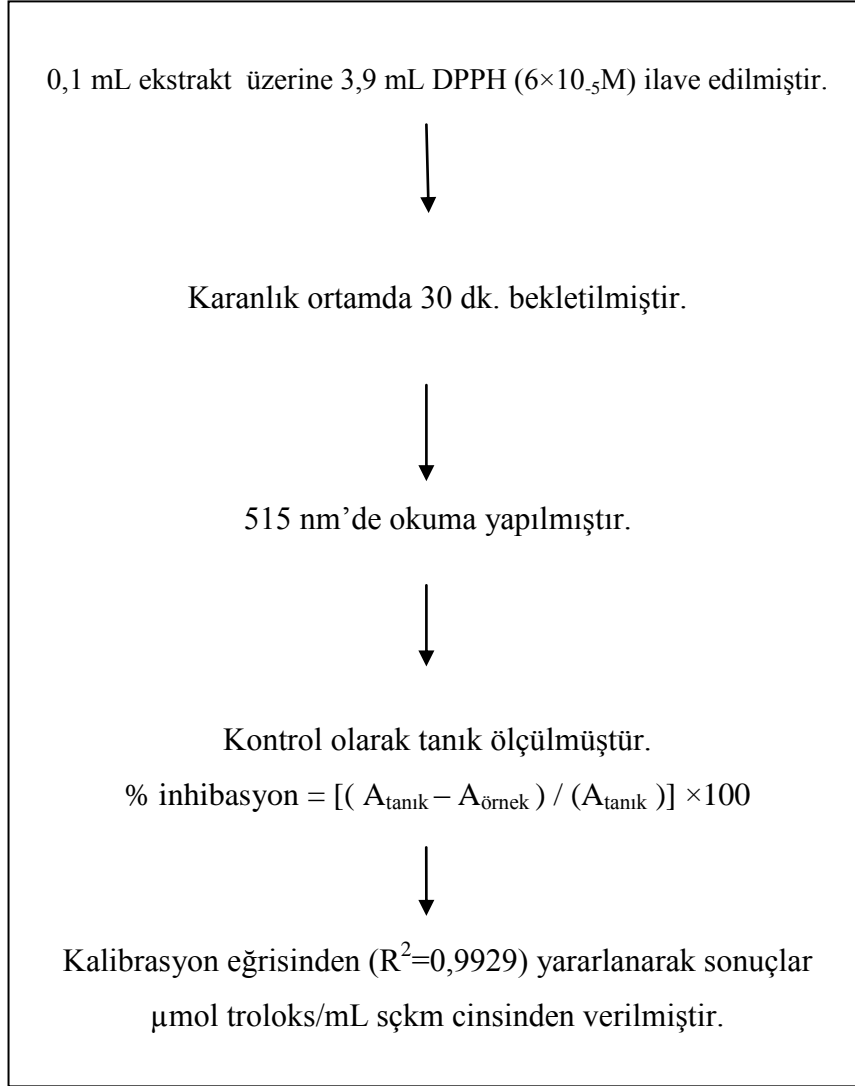 0,1 mL ekstrakt üzerine 3,9 mL DPPH (6×10₋₅M) ilave edilmiştir.
Karanlık ortamda 30 dk. bekletilmiştir.
515 nm’de okuma yapılmıştır.
Kontrol olarak tanık ölçülmüştür.
% inhibasyon = [( Atanık – Aörnek ) / (Atanık )] ×100
Kalibrasyon eğrisinden (R²=0,9929) yararlanarak sonuçlar
µmol troloks/mL sçkm cinsinden verilmiştir.